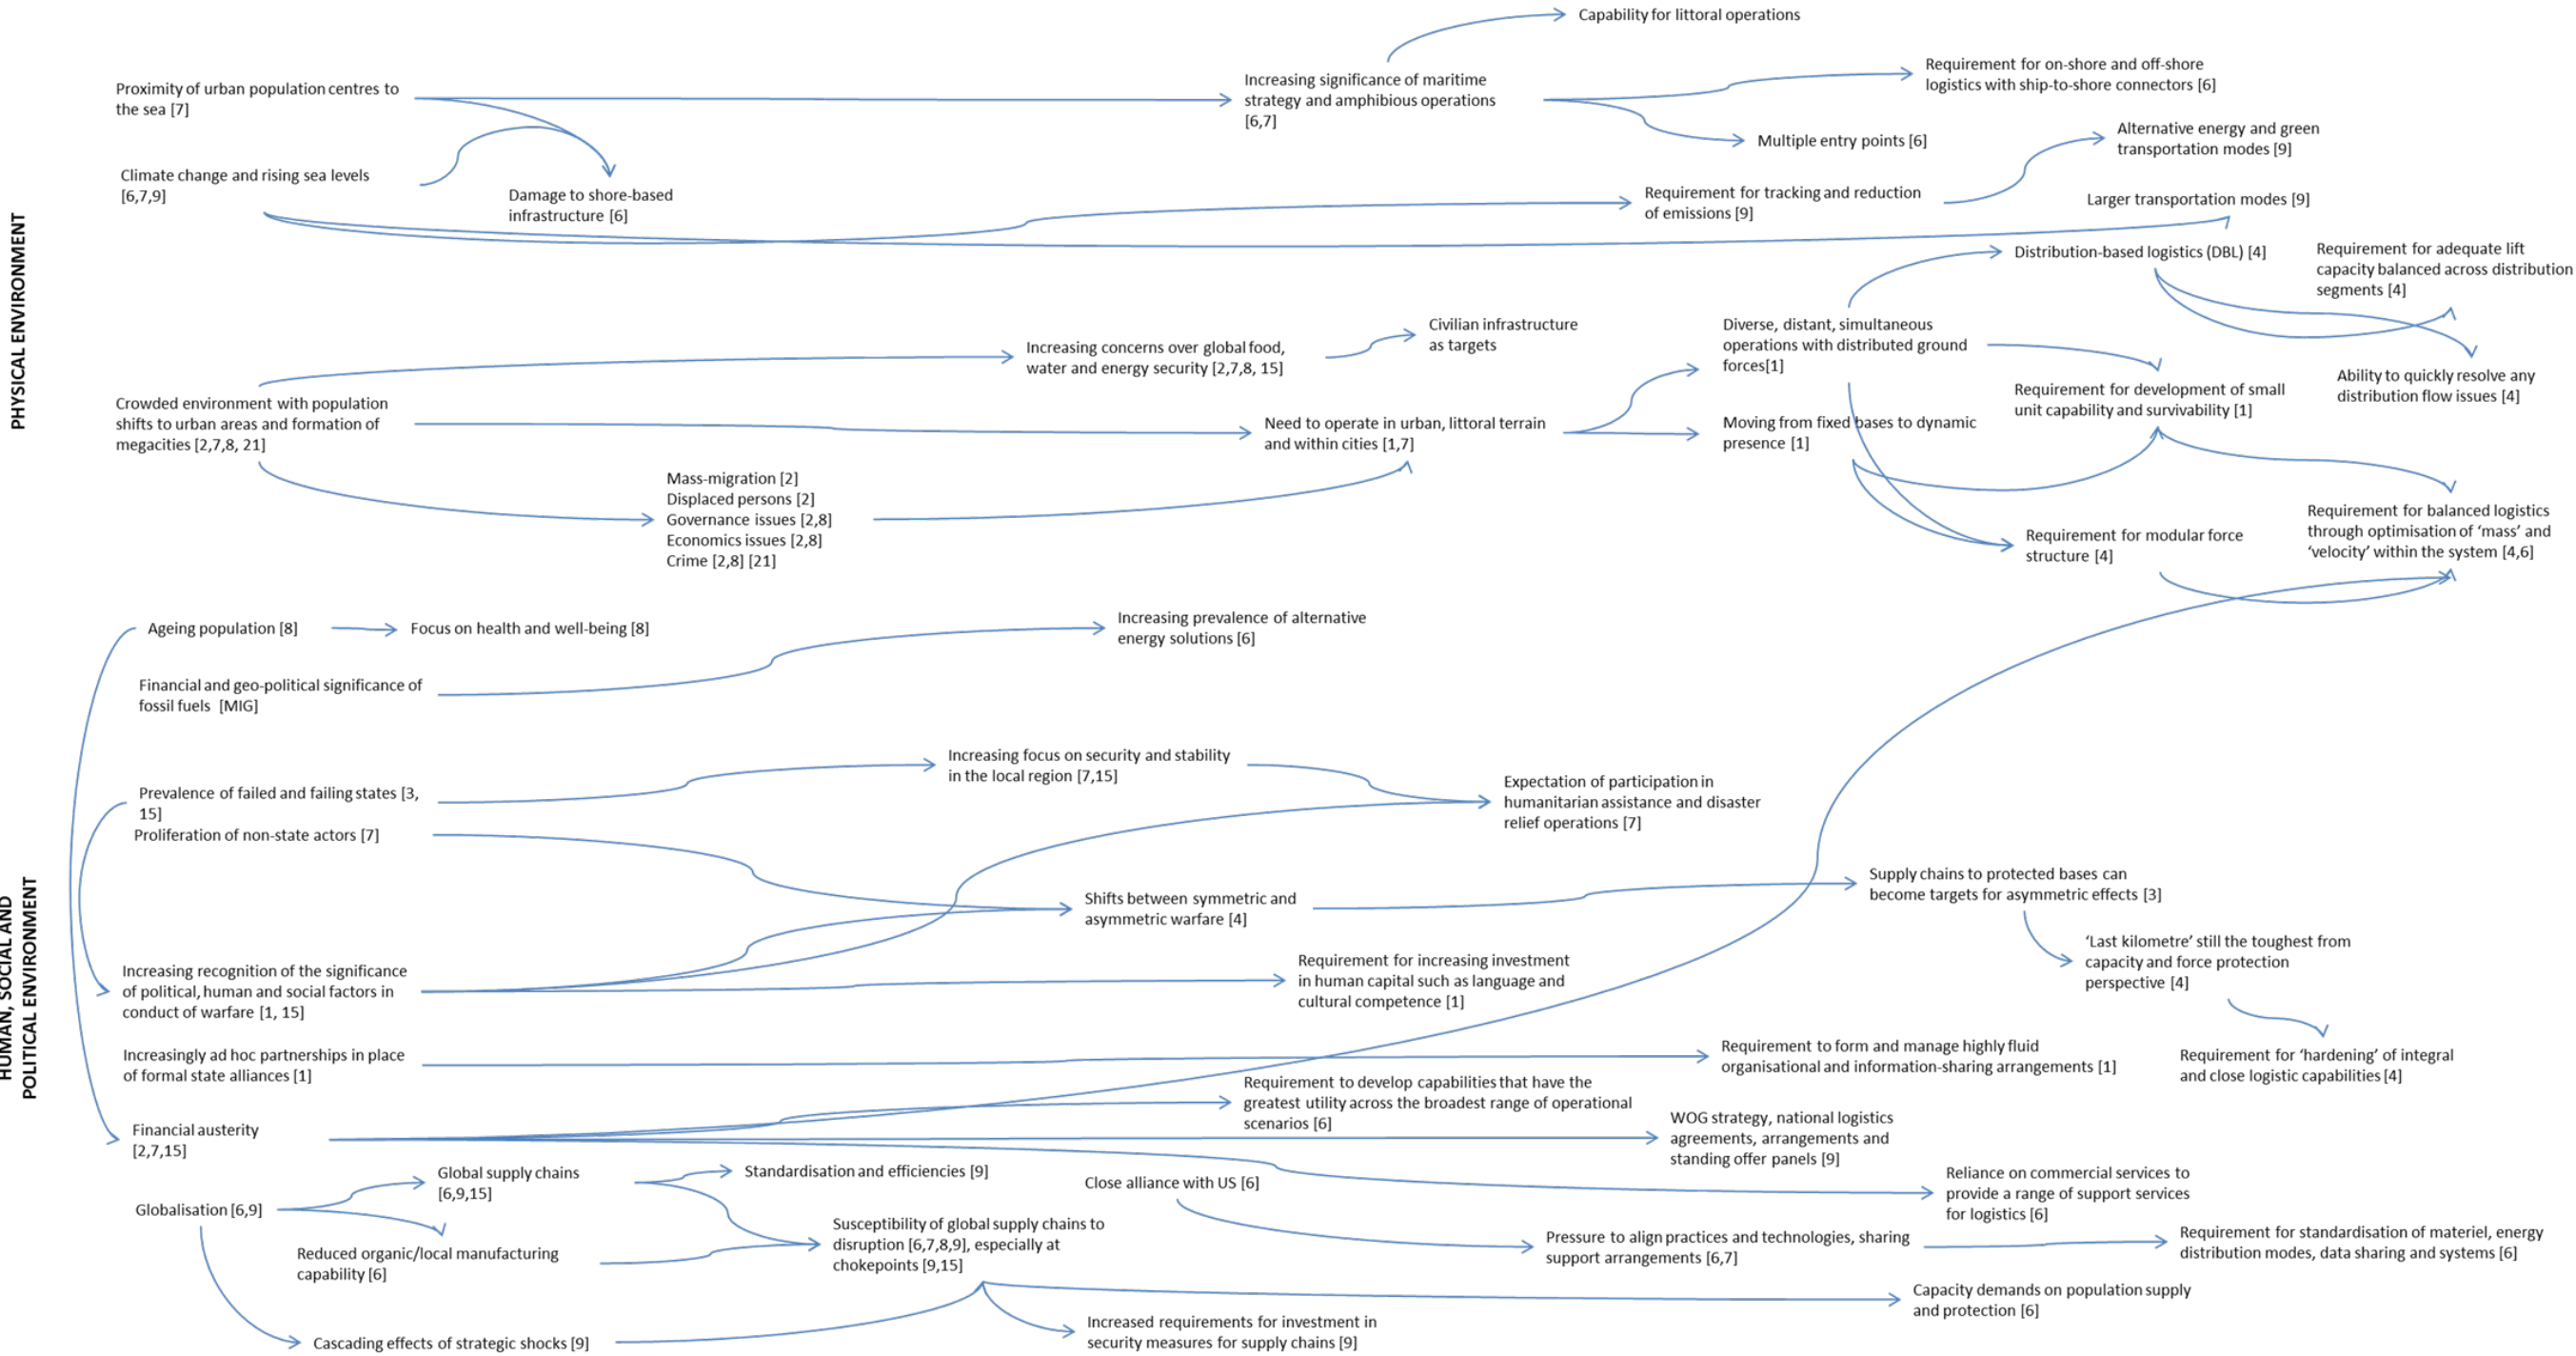 PHYSICAL ENVIRONMENT
Capability for littoral operations
Proximity of urban population centres to
the sea [7]
Increasing significance of maritime
strategy and amphibious operations
[6,7]
Requirement for on-shore and off-shore
logistics with ship-to-shore connectors [6]
Multiple entry points [6]
Alternative energy and green
transportation modes [9]
Climate change and rising sea levels
[6,7,9]
Damage to shore-based
infrastructure [6]
Requirement for tracking and reduction
of emissions [9]
Larger transportation modes [9]
Distribution-based logistics (DBL) [4]
Requirement for adequate lift
capacity balanced across distribution
segments [4]
Increasing concerns over global food,
water and energy security [2,7,8, 15]
Civilian infrastructure
as targets
Diverse, distant, simultaneous
operations with distributed ground
forces[1]
Ability to quickly resolve any
distribution flow issues [4]
Requirement for development of small
unit capability and survivability [1]
Crowded environment with population
shifts to urban areas and formation of
megacities [2,7,8, 21]
Need to operate in urban, littoral terrain
and within cities [1,7]
Moving from fixed bases to dynamic
presence [1]
Mass-migration [2]
Displaced persons [2]
Governance issues [2,8]
Economics issues [2,8]
Crime [2,8] [21]
Requirement for modular force
structure [4]
Requirement for balanced logistics
through optimisation of ‘mass’ and
‘velocity’ within the system [4,6]
HUMAN, SOCIAL AND
POLITICAL ENVIRONMENT
Ageing population [8]
Focus on health and well-being [8]
Increasing prevalence of alternative
energy solutions [6]
Financial and geo-political significance of
fossil fuels [MIG]
Increasing focus on security and stability
in the local region [7,15]
Expectation of participation in
humanitarian assistance and disaster
relief operations [7]
Prevalence of failed and failing states [3,
15]
Proliferation of non-state actors [7]
Shifts between symmetric and
asymmetric warfare [4]
Supply chains to protected bases can
become targets for asymmetric effects [3]
‘Last kilometre’ still the toughest from
capacity and force protection
perspective [4]
Increasing recognition of the significance
of political, human and social factors in
conduct of warfare [1, 15]
Requirement for increasing investment
in human capital such as language and
cultural competence [1]
Increasingly ad hoc partnerships in place
of formal state alliances [1]
Requirement to form and manage highly fluid
organisational and information-sharing arrangements [1]
Requirement for ‘hardening’ of integral
and close logistic capabilities [4]
Requirement to develop capabilities that have the
greatest utility across the broadest range of operational
scenarios [6]
Financial austerity
[2,7,15]
WOG strategy, national logistics
agreements, arrangements and
standing offer panels [9]
Global supply chains
[6,9,15]
Standardisation and efficiencies [9]
Close alliance with US [6]
Reliance on commercial services to
provide a range of support services
for logistics [6]
Globalisation [6,9]
Reduced organic/local manufacturing
capability [6]
Susceptibility of global supply chains to
disruption [6,7,8,9], especially at
chokepoints [9,15]
Pressure to align practices and technologies, sharing
support arrangements [6,7]
Requirement for standardisation of materiel, energy
distribution modes, data sharing and systems [6]
Capacity demands on population supply
and protection [6]
Cascading effects of strategic shocks [9]
Increased requirements for investment in
security measures for supply chains [9]